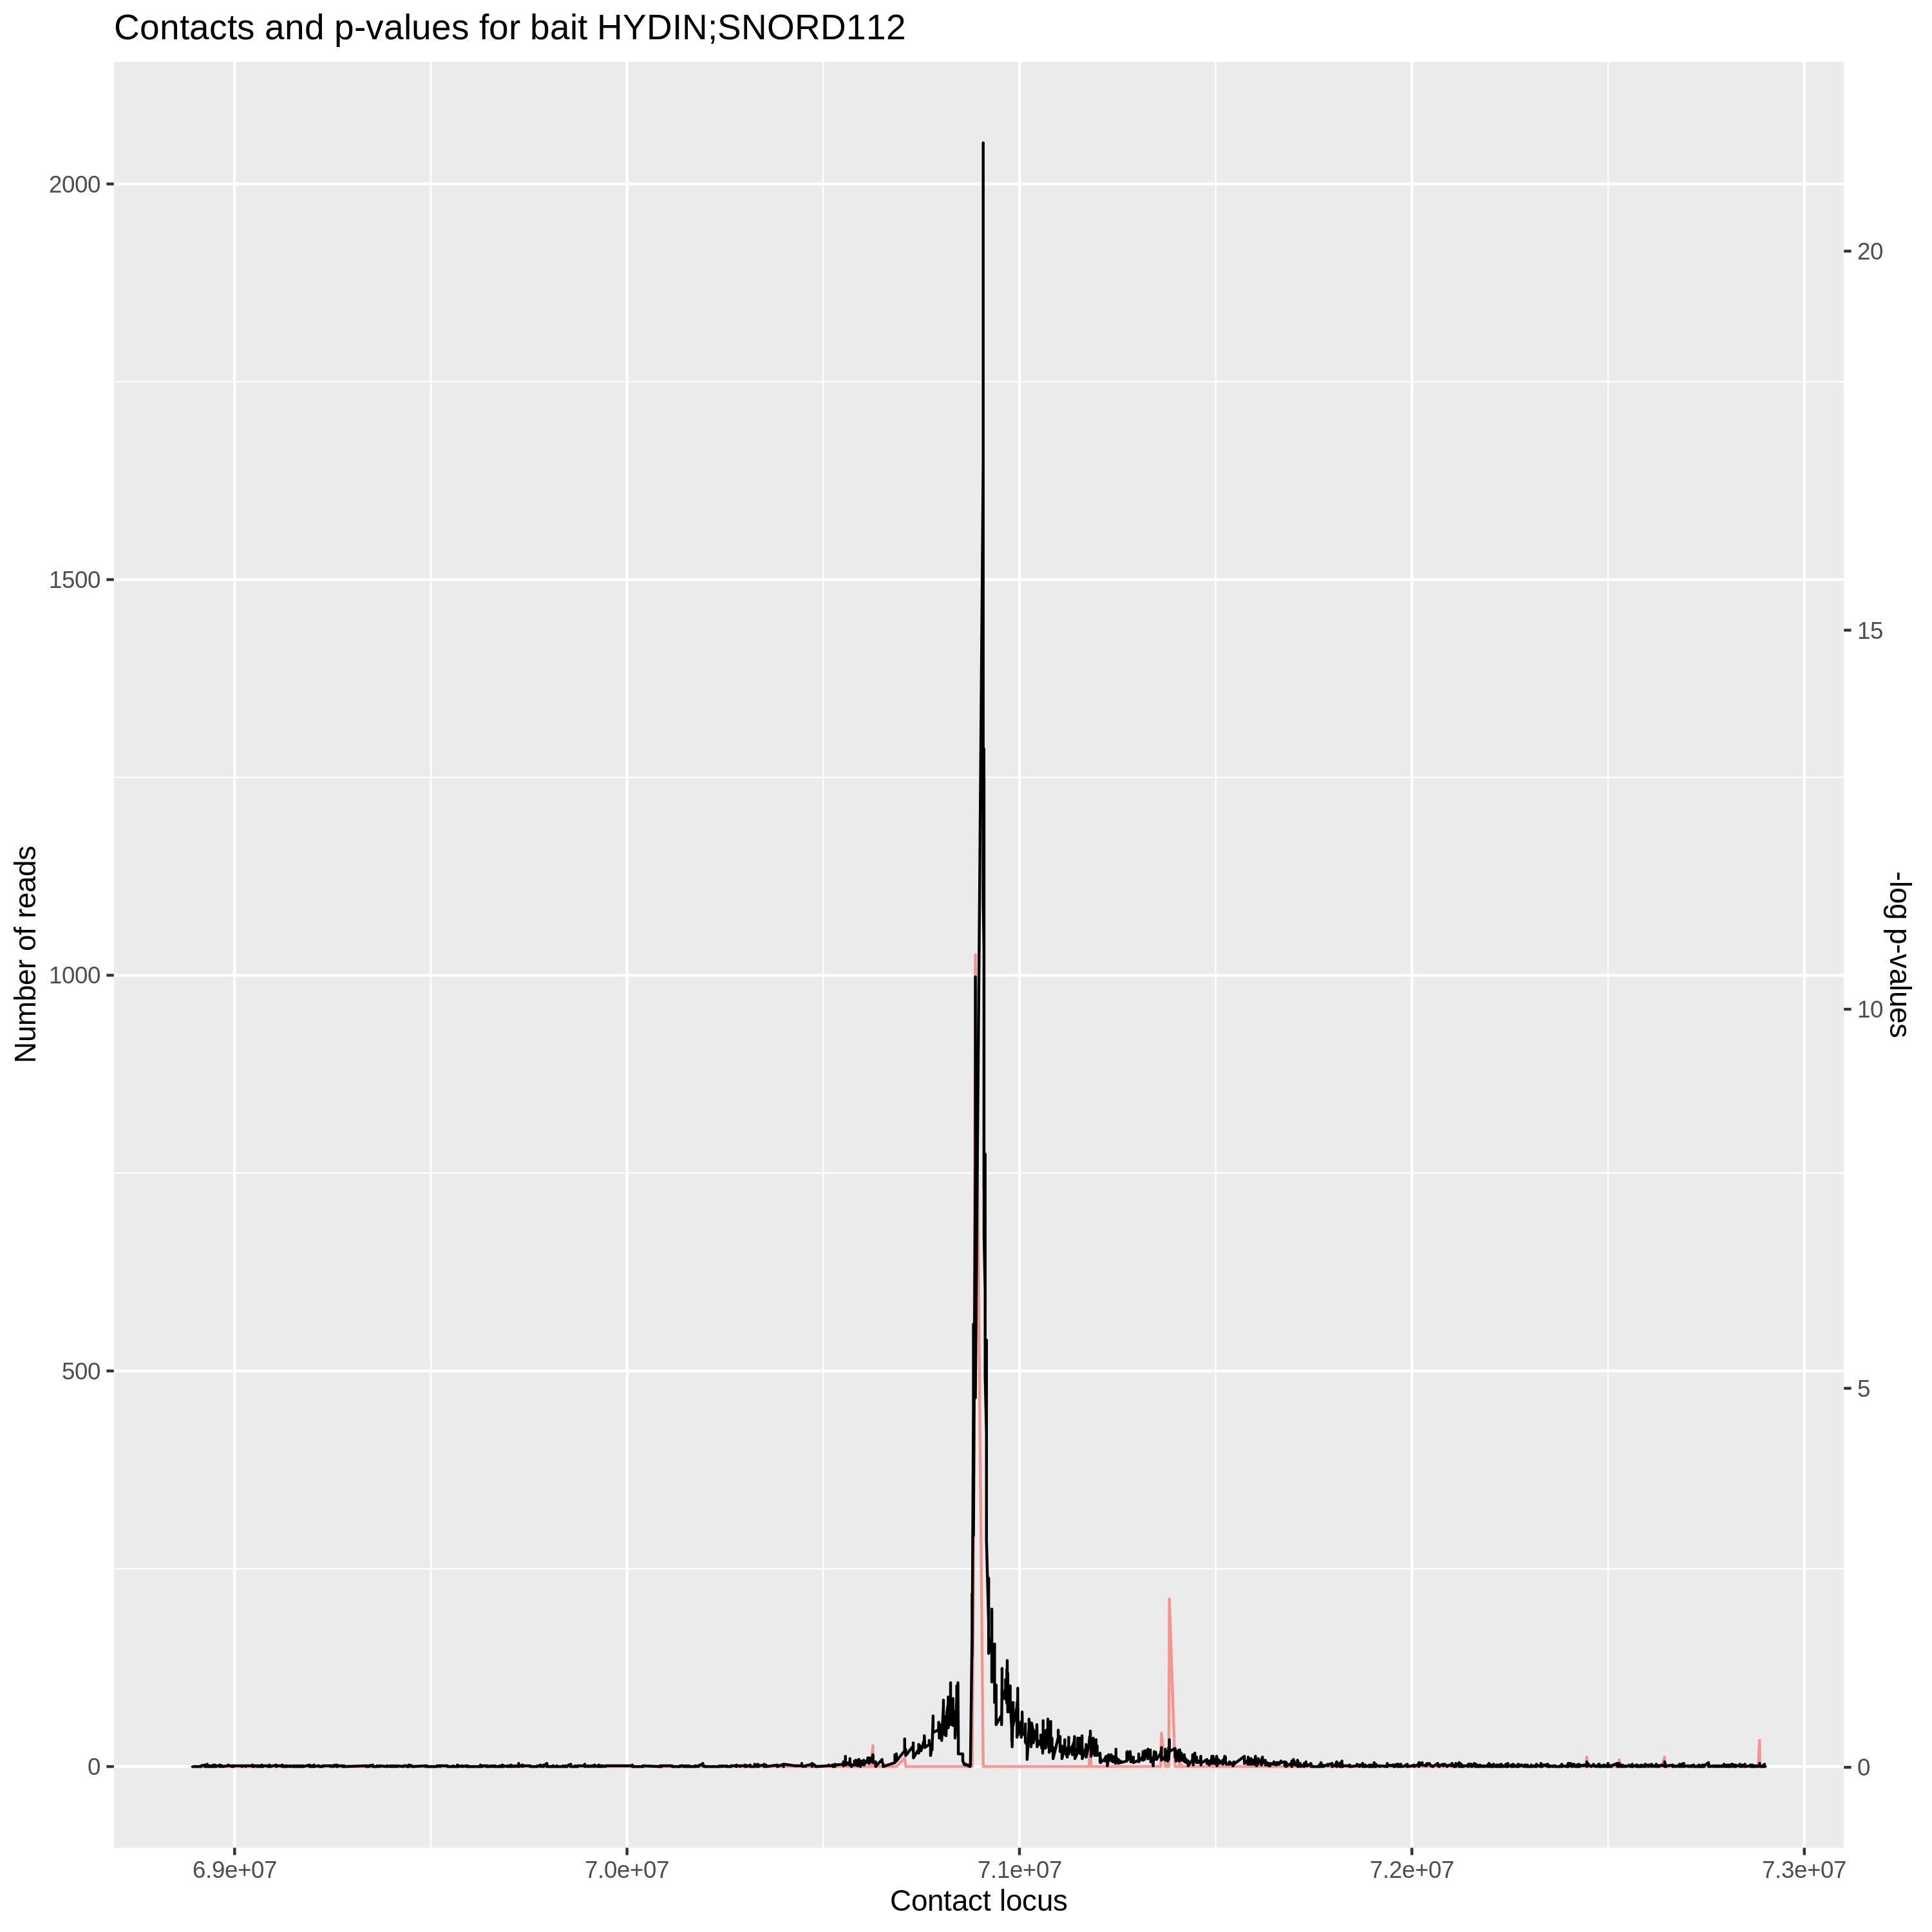 Contacts and p-values for bait HYDIN;SNORD112
2000
1500
1000
500
0
Number of reads
20
15
10
5
0
-log p-values
6.9e+07
7.0e+07
7.1e+07
7.2e+07
7.3e+07
Contact locus